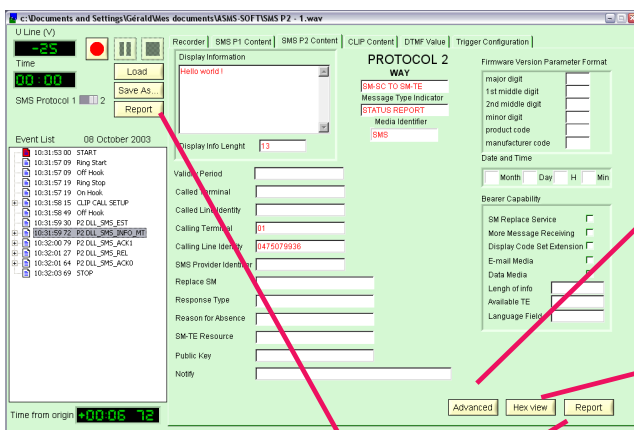 c:\Documents and Settings\Gérald\Mes documents\ASMS-SOFT\SMS P2 - 1.wav
U Line (V)
-25
Time
00:00
SMS Protocol 1 2
Load
Save As...
Report
Event List 08 October 2003
10:31:53 00 START
10:31:57 09 Ring Start
10:31:57 09 Off Hook
10:31:57 19 Ring Stop
10:31:57 19 On Hook
10:31:58 15 CLIP CALL SETUP
10:31:58 49 Off Hook
10:31:59 30 P2 DLL_SMS_EST
10:31:59 72 P2 DLL_SMS_INFO_MT
10:32:00 79 P2 DLL_SMS_ACK1
10:32:01 27 P2 DLL_SMS_REL
10:32:01 64 P2 DLL_SMS_ACK0
10:32:03 69 STOP
Time from origin +00:06 72
Recorder SMS P1 Content SMS P2 Content CLIP Content DTMF Value Trigger Configuration
Display Information
Hello world !
Display Info Lenght 13
PROTOCOL 2
WAY
SM-SC TO SM-TE
Message Type Indicator
STATUS REPORT
Media Identifier
SMS
Firmware Version Parameter Format
major digit
1st middle digit
2nd middle digit
minor digit
product code
manufacturer code
Date and Time
Month Day H Min
Validity Period
Called Terminal
Called Line Identity
Calling Terminal 01
Calling Line Identity 0475079936
SMS Provider Identifier
Replace SM
Response Type
Reason for Absence
SM-TE Resource
Public Key
Notify
Bearer Capability
SM Replace Service
More Message Receiving
Display Code Set Extension
E-mail Media
Data Media
Lengh of info
Available TE
Language Field
Advanced Hex view Report